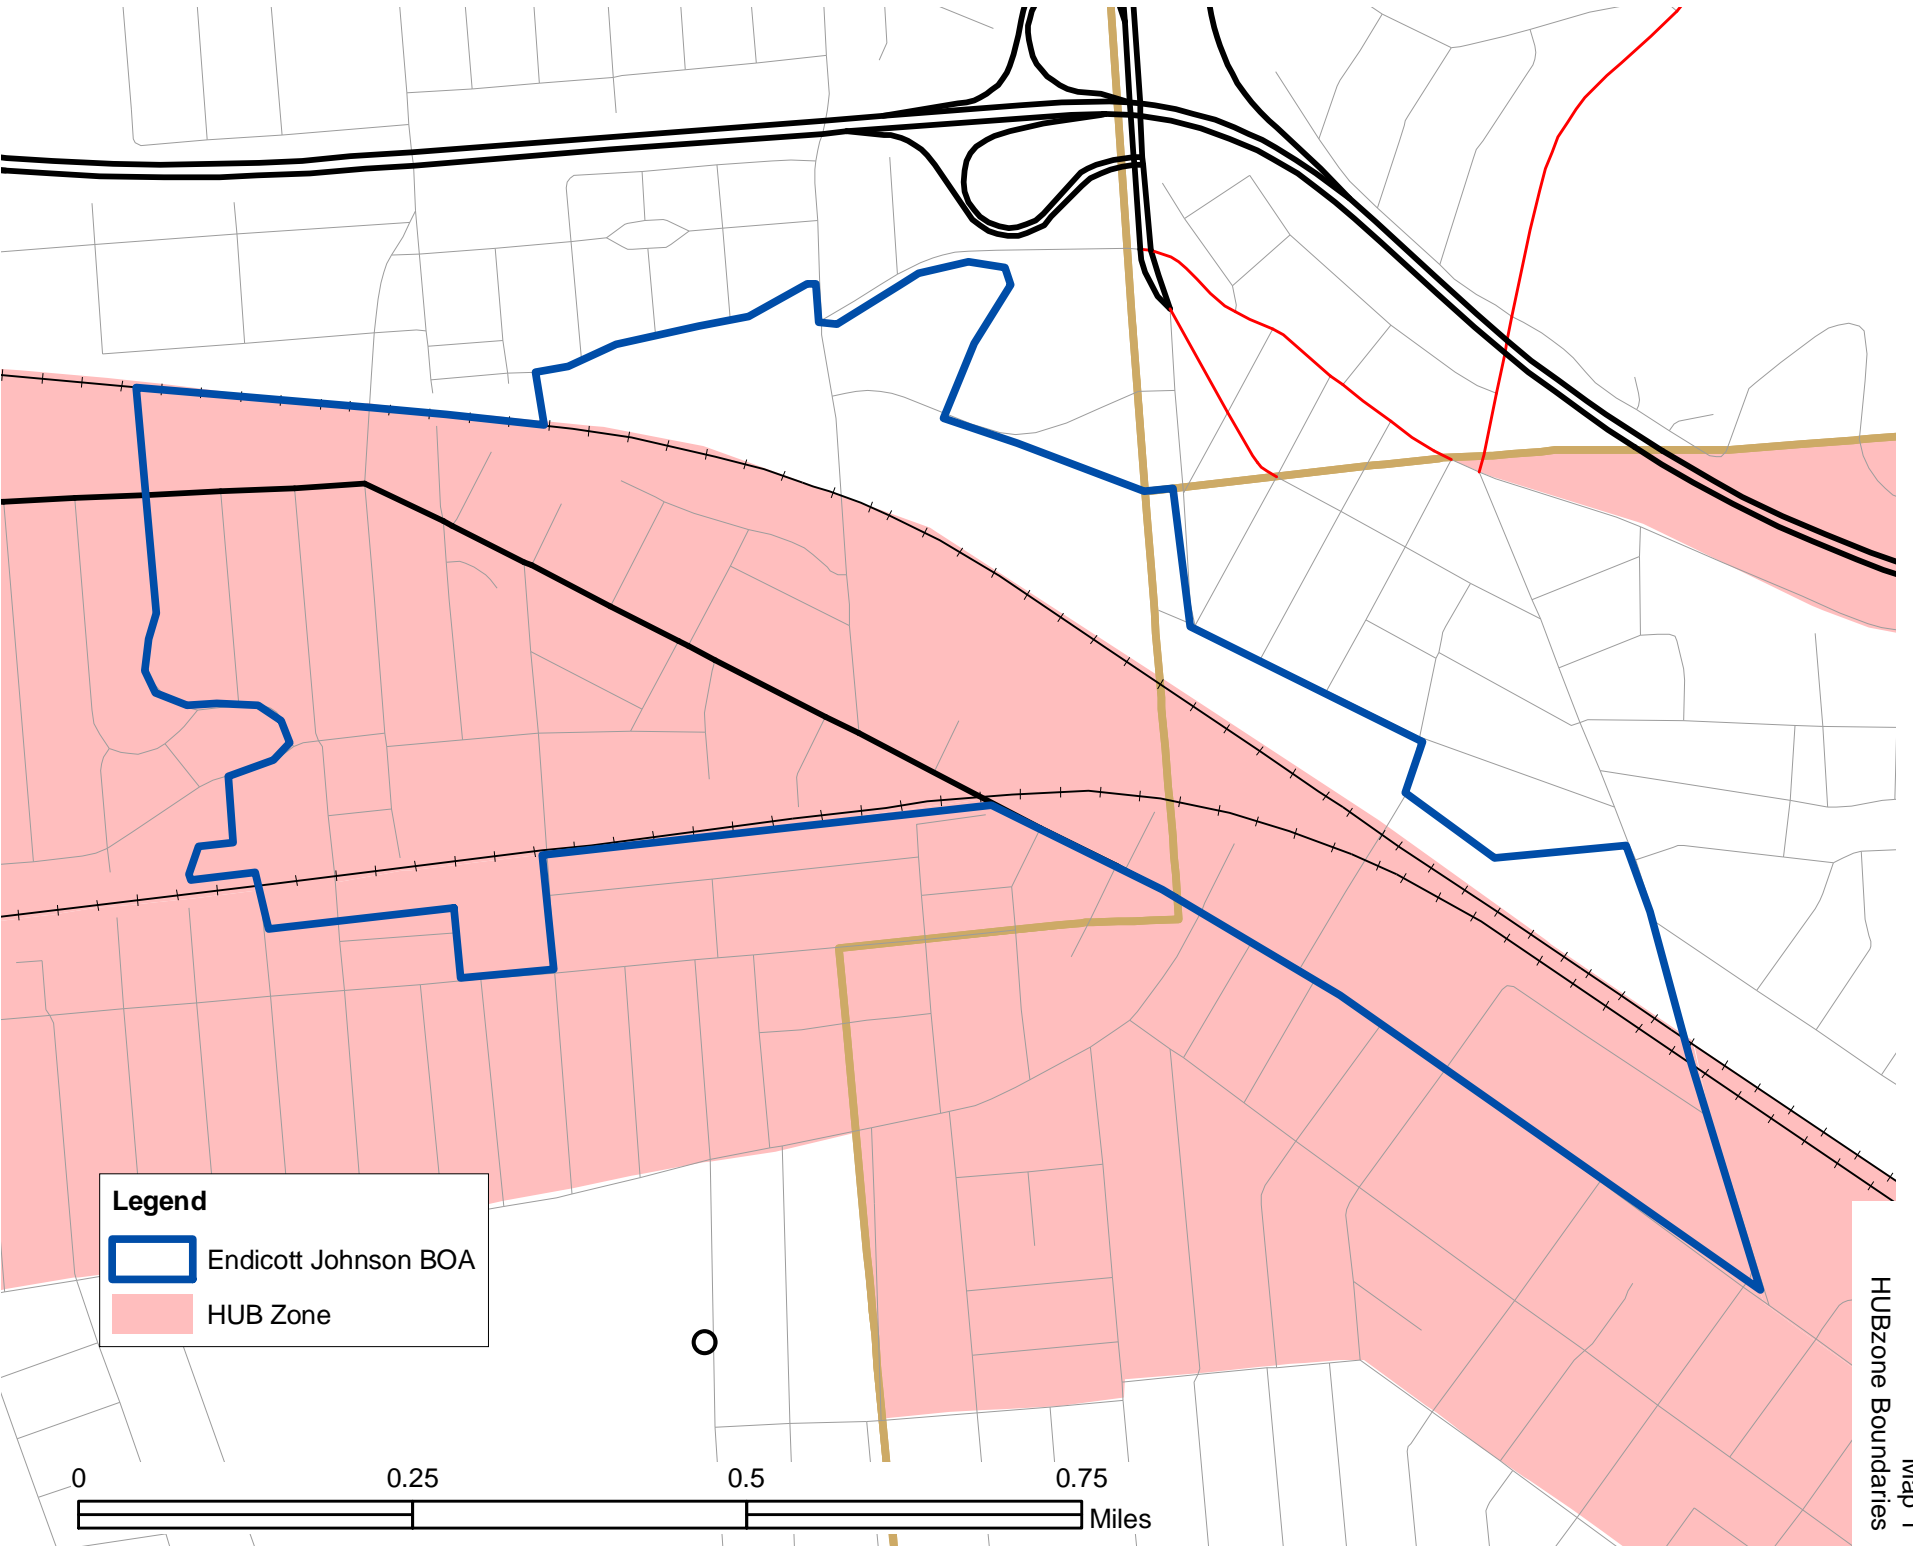 Legend
Endicott Johnson BOA
HUB Zone
0 0.25 0.5 0.75
Miles
HUBzone Boundaries